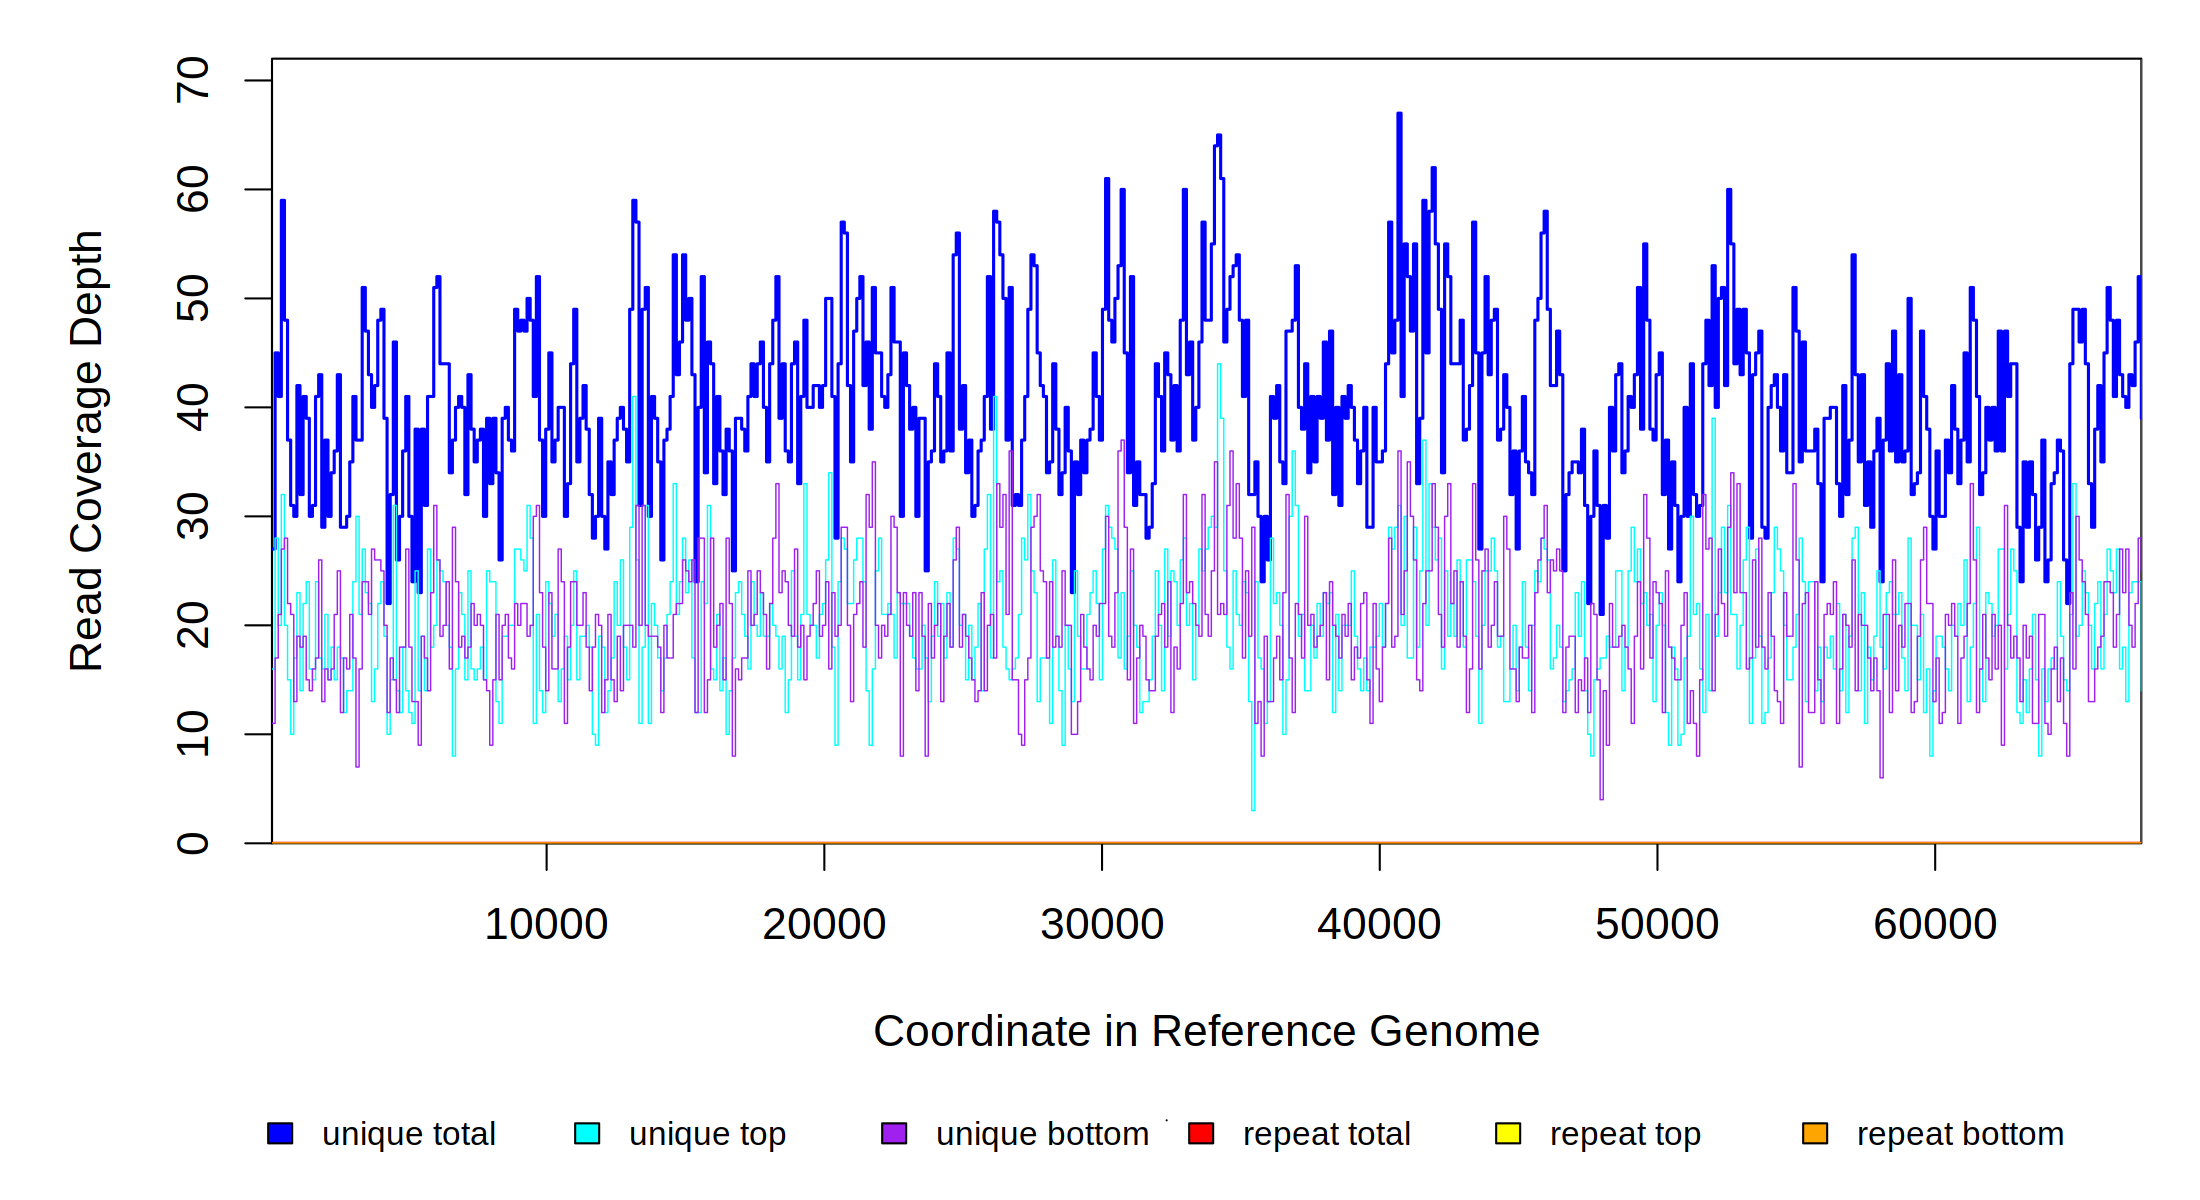 Read Coverage Depth
70
60
50
40
30
20
10
0
10000 20000 30000 40000 50000 60000
Coordinate in Reference Genome
unique total unique top unique bottom repeat total repeat top repeat bottom